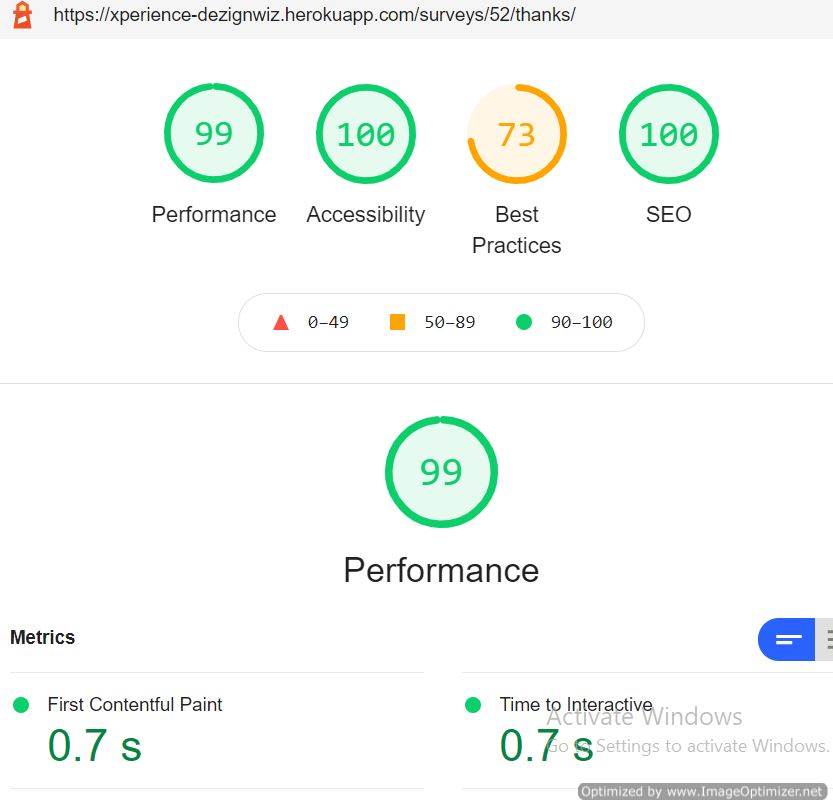 https://xperience-dezignwiz.herokuapp.com/surveys/52/thanks/
99 100 73 100
Performance Accessibility Best Practices SEO
0–49 50–89 90–100
99
Performance
Metrics
First Contentful Paint
0.7 s
Time to Interactive
0.7 s
Activate Windows
Go to Settings to activate Windows.
Optimized by www.ImageOptimizer.net